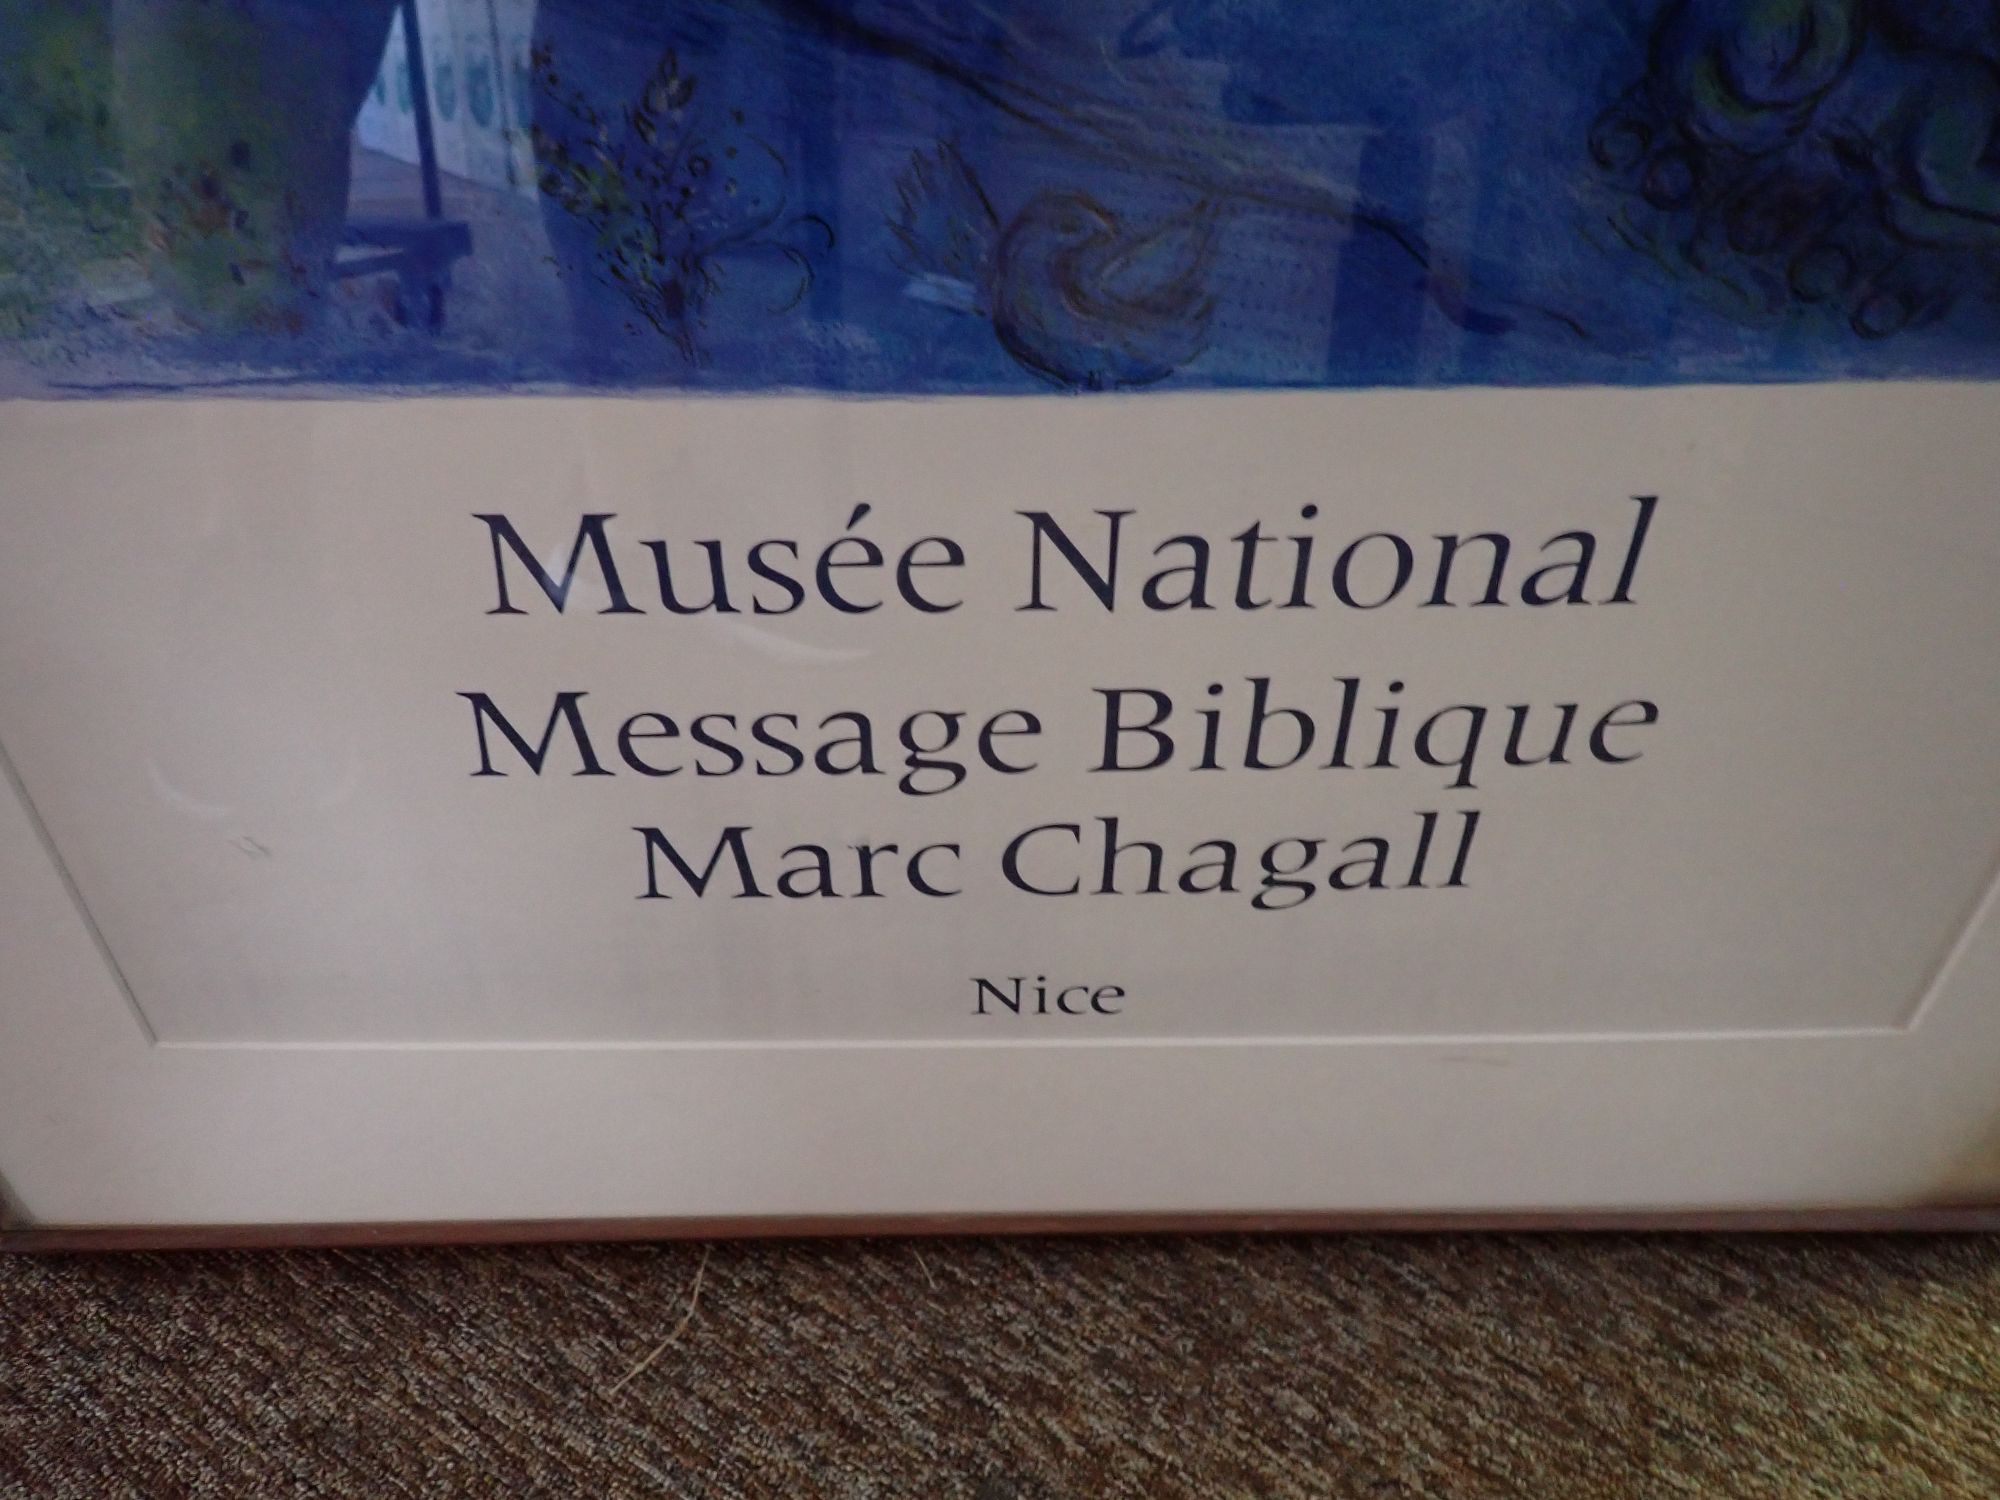 Musée National
Message Biblique
Marc Chagall
Nice